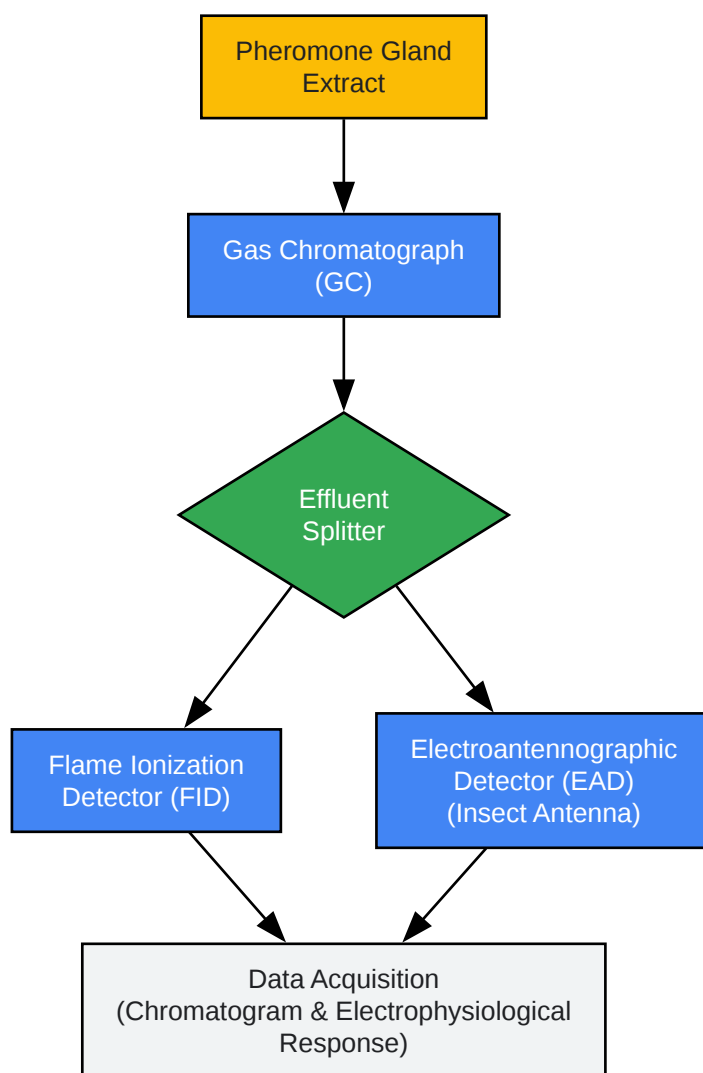 Pheromone Gland
Extract
Gas Chromatograph
(GC)
Effluent
Splitter
Flame Ionization
Detector (FID)
Electroantennographic
Detector (EAD)
(Insect Antenna)
Data Acquisition
(Chromatogram & Electrophysiological
Response)